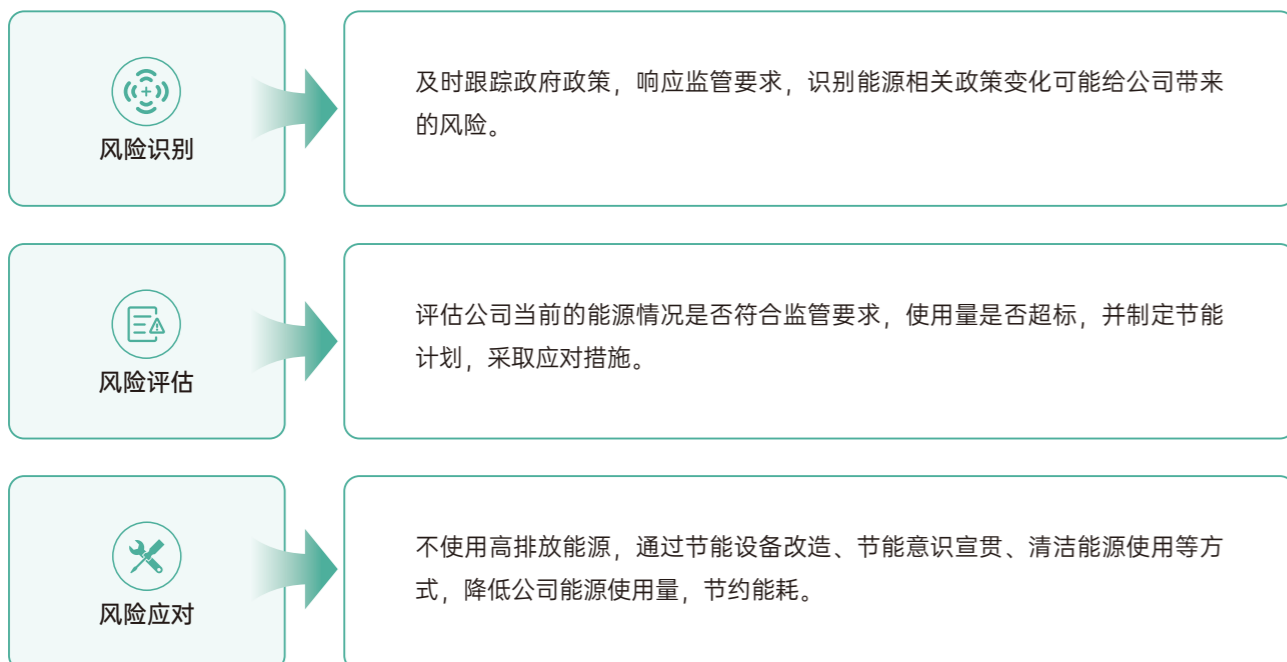 风险识别
及时跟踪政府政策，响应监管要求，识别能源相关政策变化可能给公司带来
的风险。
风险评估
评估公司当前的能源情况是否符合监管要求，使用量是否超标，并制定节能
计划，采取应对措施。
风险应对
不使用高排放能源，通过节能设备改造、节能意识宣贯、清洁能源使用等方
式，降低公司能源使用量，节约能耗。